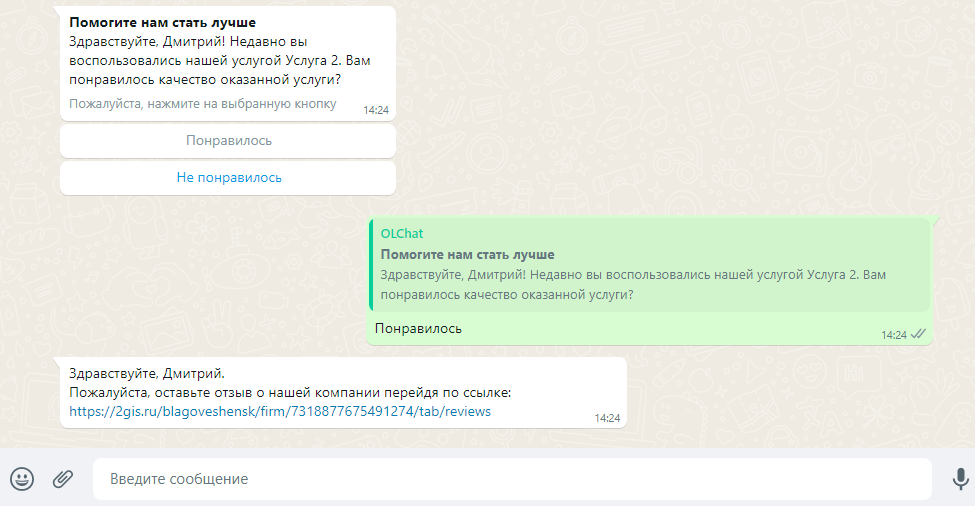 Помогите нам стать лучше
Здравствуйте, Дмитрий! Недавно вы
воспользовались нашей услугой Услуга 2. Вам
понравилось качество оказанной услуги?
Пожалуйста, нажмите на выбранную кнопку
14:24
Понравилось
Не понравилось
OLChat
Помогите нам стать лучше
Здравствуйте, Дмитрий! Недавно вы воспользовались нашей услугой Услуга 2. Вам
понравилось качество оказанной услуги?
Понравилось
14:24
Здравствуйте, Дмитрий.
Пожалуйста, оставьте отзыв о нашей компании перейдя по ссылке:
https://2gis.ru/blagoveshensk/firm/7318877675491274/tab/reviews
14:24
Введите сообщение